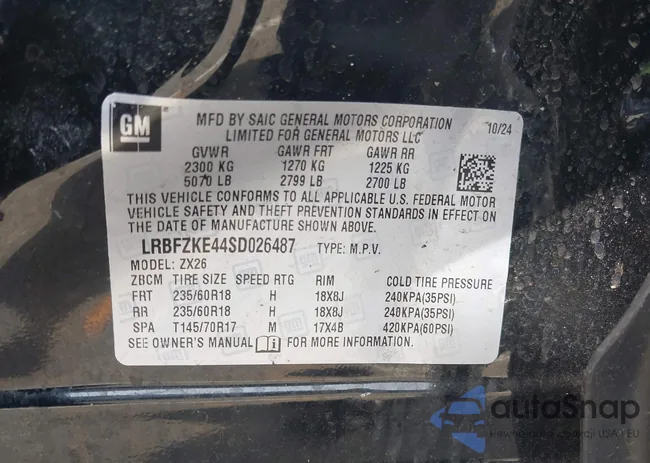 GM
MFD BY SAIC GENERAL MOTORS CORPORATION
LIMITED FOR GENERAL MOTORS LLC
10/24
GVWR GAWR FRT GAWR RR
2300 KG 1270 KG 1225 KG
5070 LB 2799 LB 2700 LB
THIS VEHICLE CONFORMS TO ALL APPLICABLE U.S. FEDERAL MOTOR
VEHICLE SAFETY AND THEFT PREVENTION STANDARDS IN EFFECT ON
THE DATE OF MANUFACTURE SHOWN ABOVE.
LRBFZKE44SD026487 TYPE: M.P.V.
MODEL: ZX26
ZBCM TIRE SIZE SPEED RTG RIM COLD TIRE PRESSURE
FRT 235/60R18 H 18X8J 240KPA(35PSI)
RR 235/60R18 H 18X8J 240KPA(35PSI)
SPA T145/70R17 M 17X4B 420KPA(60PSI)
SEE OWNER'S MANUAL i FOR MORE INFORMATION.
autoSnap
USA I EU